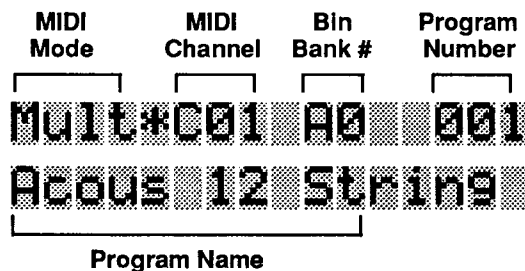 MIDI Mode MIDI Channel Bin Bank # Program Number
Mult*C01 A0 001
Acous 12 String
Program Name